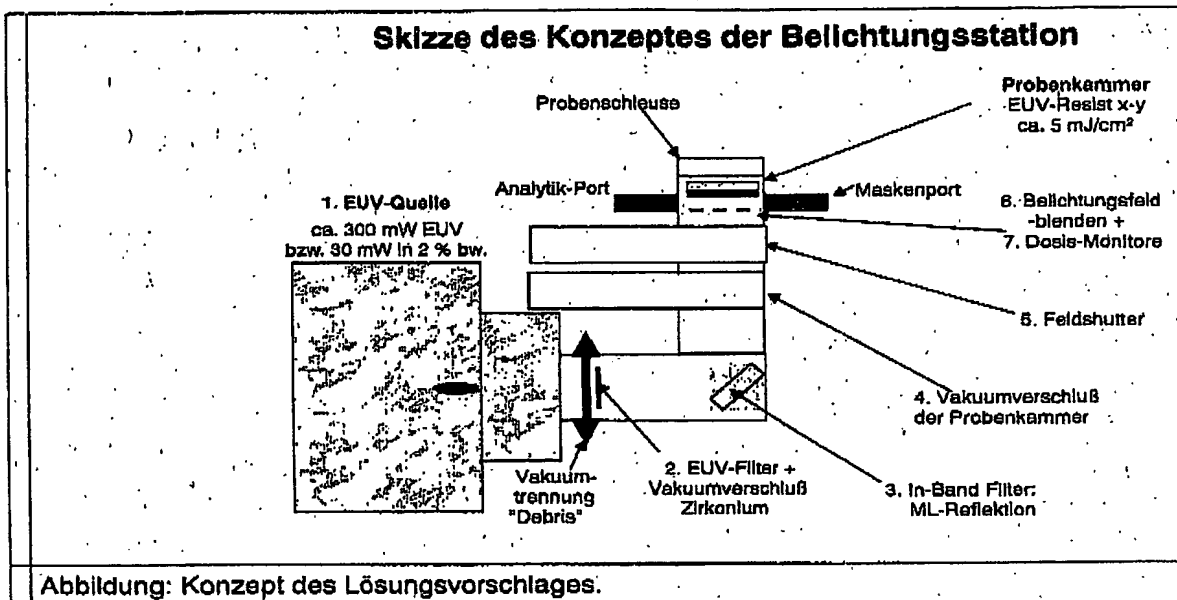 Skizze des Konzeptes der Belichtungsstation
Probenschleuse
Probenkammer
EUV-Resist x-y
ca. 5 mJ/cm²
Analytik-Port
Maskenport
1. EUV-Quelle
ca. 300 mW EUV
bzw. 30 mW in 2 % bw.
6. Belichtungsfeld
-blenden +
7. Dosis-Monitore
5. Feldshutter
4. Vakuumverschluß
der Probenkammer
Vakuum-
trennung
"Debris"
2. EUV-Filter +
Vakuumverschluß
Zirkonium
3. In-Band Filter:
ML-Reflektion
Abbildung: Konzept des Lösungsvorschlages.